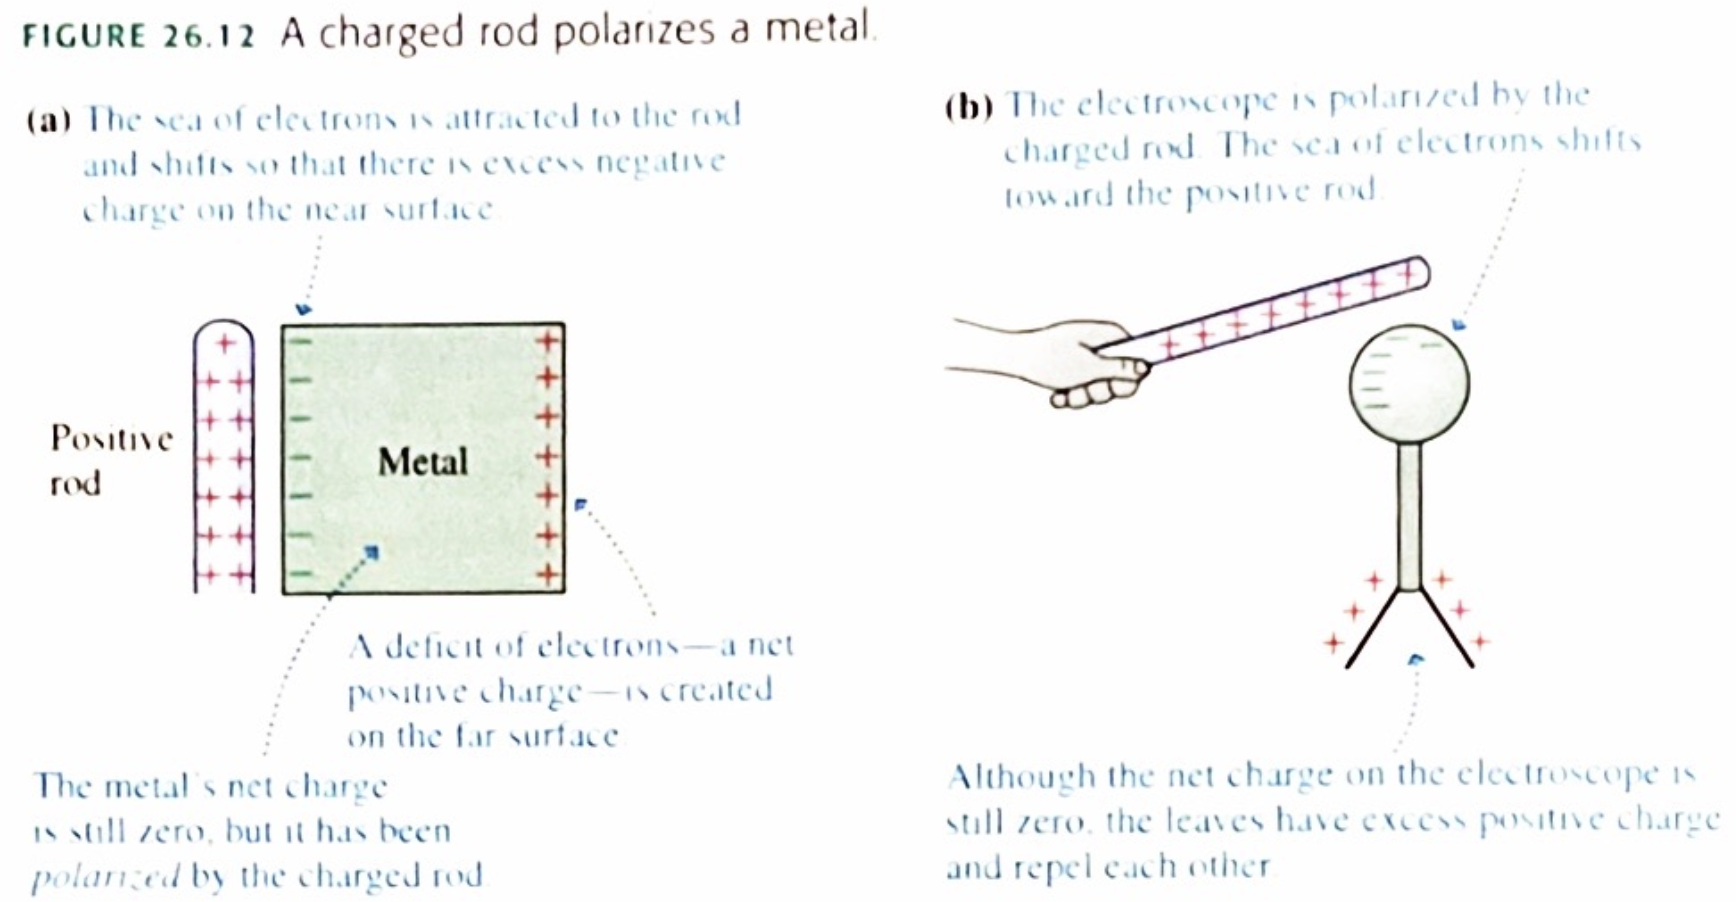 FIGURE 26.12 A charged rod polarizes a metal.
(a) The sea of electrons is attracted to the rod
and shifts so that there is excess negative
charge on the near surface.
Positive
rod
Metal
A deficit of electrons—a net
positive charge—is created
on the far surface.
The metal's net charge
is still zero, but it has been
polarized by the charged rod.
(b) The electroscope is polarized by the
charged rod. The sea of electrons shifts
toward the positive rod.
Although the net charge on the electroscope is
still zero, the leaves have excess positive charge
and repel each other.